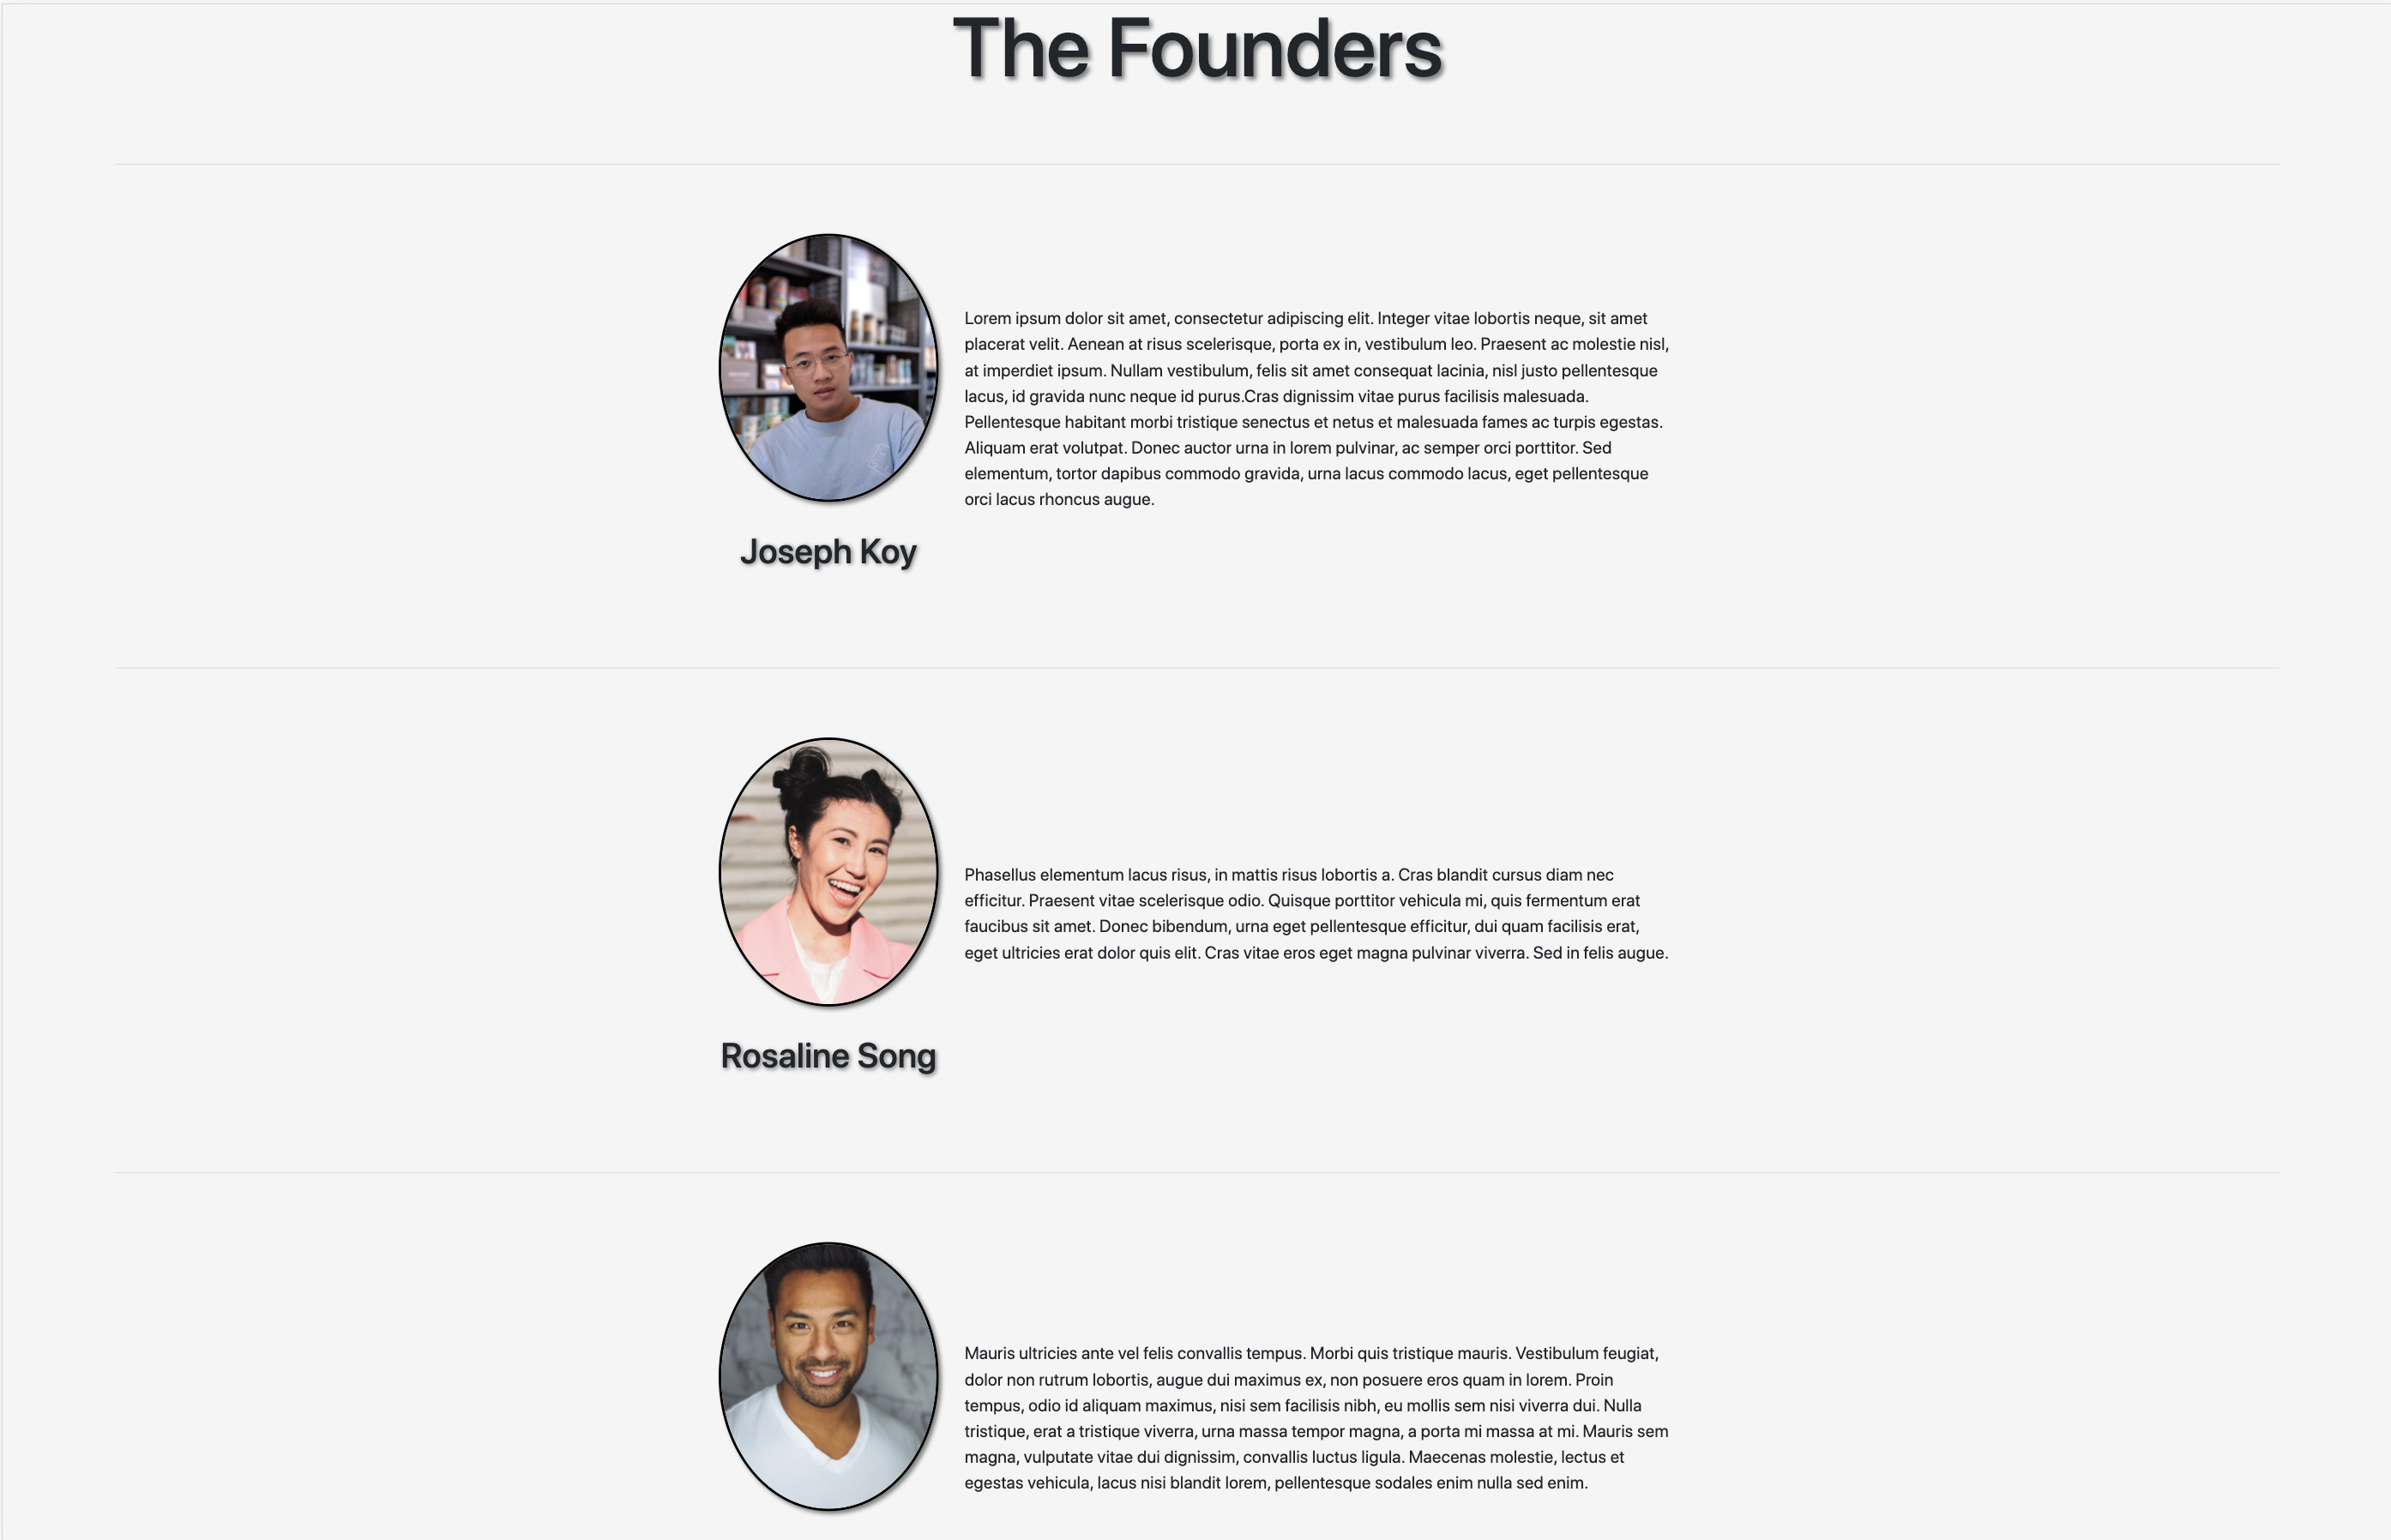 The Founders
Lorem ipsum dolor sit amet, consectetur adipiscing elit. Integer vitae lobortis neque, sit amet
placerat velit. Aenean at risus scelerisque, porta ex in, vestibulum leo. Praesent ac molestie nisl,
at imperdiet ipsum. Nullam vestibulum, felis sit amet consequat lacinia, nisl justo pellentesque
lacus, id gravida nunc neque id purus.Cras dignissim vitae purus facilisis malesuada.
Pellentesque habitant morbi tristique senectus et netus et malesuada fames ac turpis egestas.
Aliquam erat volutpat. Donec auctor urna in lorem pulvinar, ac semper orci porttitor. Sed
elementum, tortor dapibus commodo gravida, urna lacus commodo lacus, eget pellentesque
orci lacus rhoncus augue.
Joseph Koy
Phasellus elementum lacus risus, in mattis risus lobortis a. Cras blandit cursus diam nec
efficitur. Praesent vitae scelerisque odio. Quisque porttitor vehicula mi, quis fermentum erat
faucibus sit amet. Donec bibendum, urna eget pellentesque efficitur, dui quam facilisis erat,
eget ultricies erat dolor quis elit. Cras vitae eros eget magna pulvinar viverra. Sed in felis augue.
Rosaline Song
Mauris ultricies ante vel felis convallis tempus. Morbi quis tristique mauris. Vestibulum feugiat,
dolor non rutrum lobortis, augue dui maximus ex, non posuere eros quam in lorem. Proin
tempus, odio id aliquam maximus, nisi sem facilisis nibh, eu mollis sem nisi viverra dui. Nulla
tristique, erat a tristique viverra, urna massa tempor magna, a porta mi massa at mi. Mauris sem
magna, vulputate vitae dui dignissim, convallis luctus ligula. Maecenas molestie, lectus et
egestas vehicula, lacus nisi blandit lorem, pellentesque sodales enim nulla sed enim.